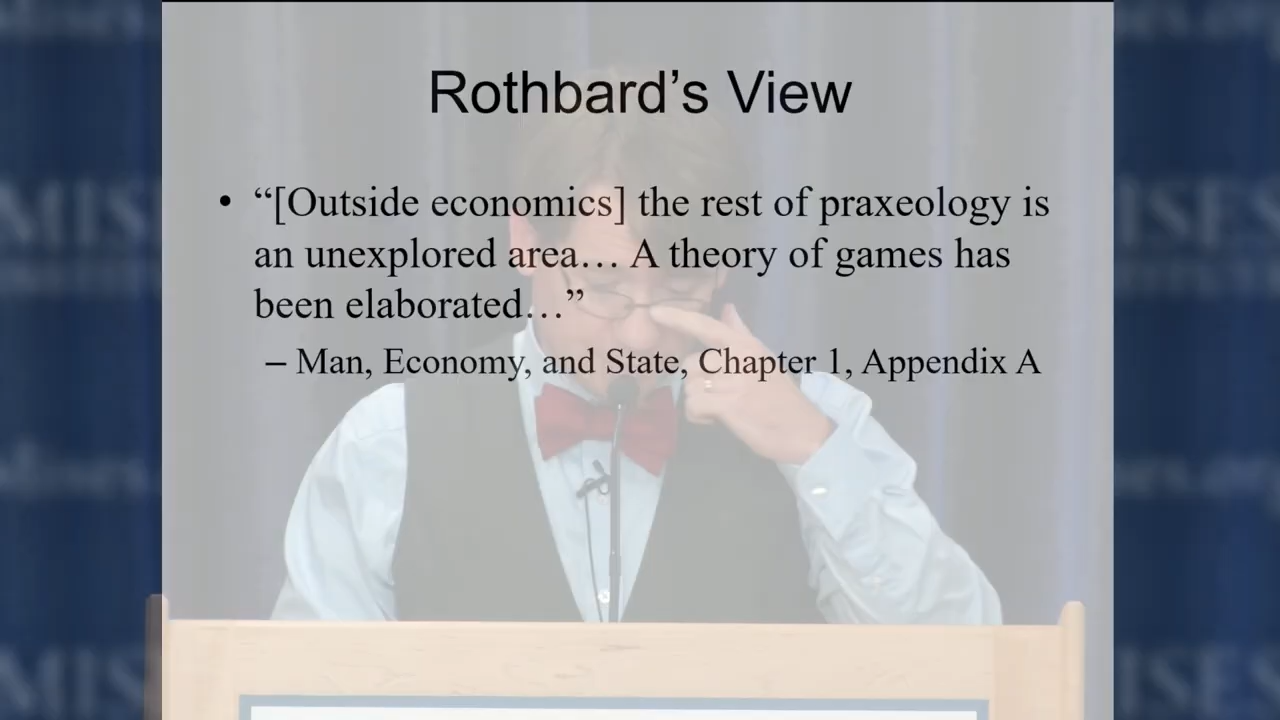 Rothbard’s View
• “[Outside economics] the rest of praxeology is
an unexplored area… A theory of games has
been elaborated…”
– Man, Economy, and State, Chapter 1, Appendix A